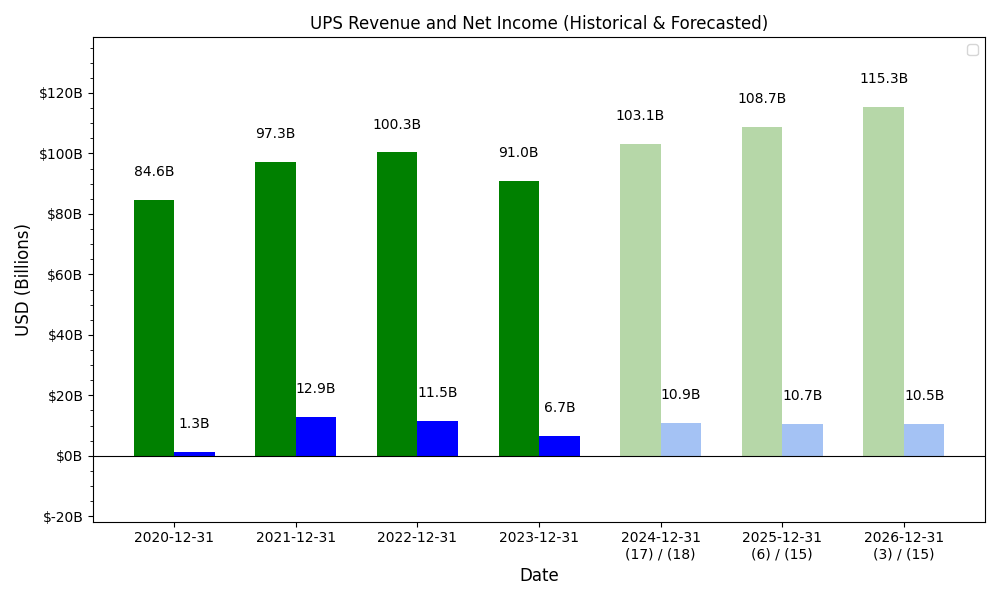 UPS Revenue and Net Income (Historical & Forecasted)
USD (Billions)
$120B
$100B
$80B
$60B
$40B
$20B
$0B
$-20B
84.6B
1.3B
97.3B
12.9B
100.3B
11.5B
91.0B
6.7B
103.1B
10.9B
108.7B
10.7B
115.3B
10.5B
2020-12-31
2021-12-31
2022-12-31
2023-12-31
2024-12-31
(17) / (18)
2025-12-31
(6) / (15)
2026-12-31
(3) / (15)
Date